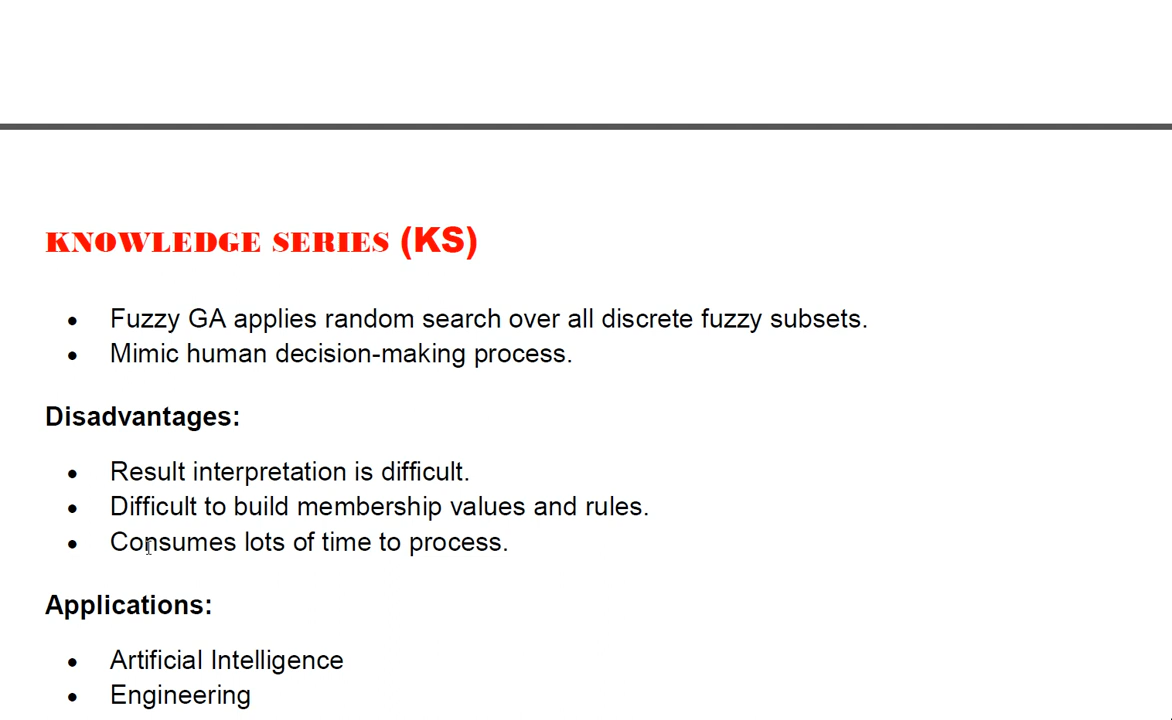 KNOWLEDGE SERIES (KS)
• Fuzzy GA applies random search over all discrete fuzzy subsets.
• Mimic human decision-making process.
Disadvantages:
• Result interpretation is difficult.
• Difficult to build membership values and rules.
• Consumes lots of time to process.
Applications:
• Artificial Intelligence
• Engineering